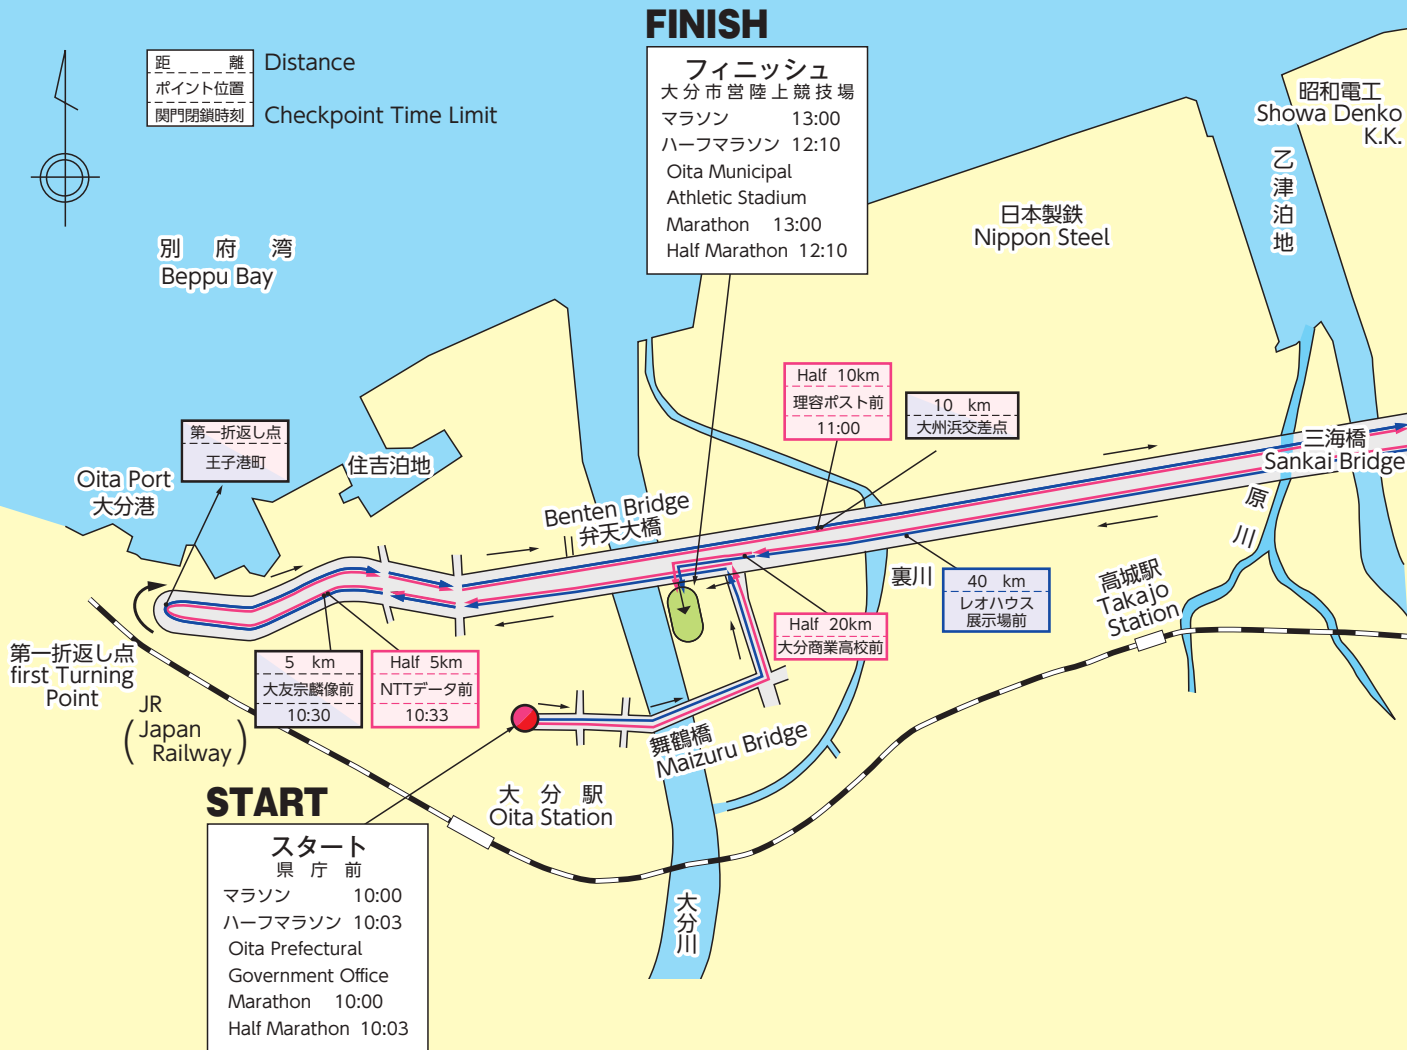 FINISH
フィニッシュ
大分市営陸上競技場
マラソン 13:00
ハーフマラソン 12:10
Oita Municipal
Athletic Stadium
Marathon 13:00
Half Marathon 12:10
距離 Distance
ポイント位置
関門閉鎖時刻 Checkpoint Time Limit
昭和電工
Showa Denko
K.K.
乙津泊地
日本製鉄
Nippon Steel
別府湾
Beppu Bay
Half 10km
理容ポスト前
11:00
10 km
大州浜交差点
第一折返し点
王子港町
住吉泊地
Oita Port
大分港
三海橋
Sankai Bridge
Benten Bridge
弁天大橋
原川
裏川
40 km
レオハウス
展示場前
高城駅
Takajo
Station
Half 20km
大分商業高校前
第一折返し点
first Turning
Point
5 km
大友宗麟像前
10:30
Half 5km
NTTデータ前
10:33
JR
(Japan
Railway)
舞鶴橋
Maizuru Bridge
大分駅
Oita Station
START
スタート
県庁前
マラソン 10:00
ハーフマラソン 10:03
Oita Prefectural
Government Office
Marathon 10:00
Half Marathon 10:03
大分川